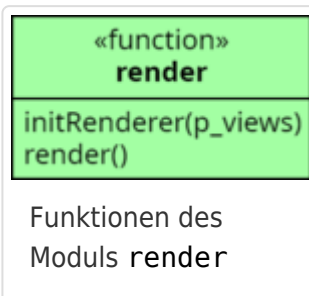 «function»
render
initRenderer(p_views)
render()
Funktionen des
Moduls render